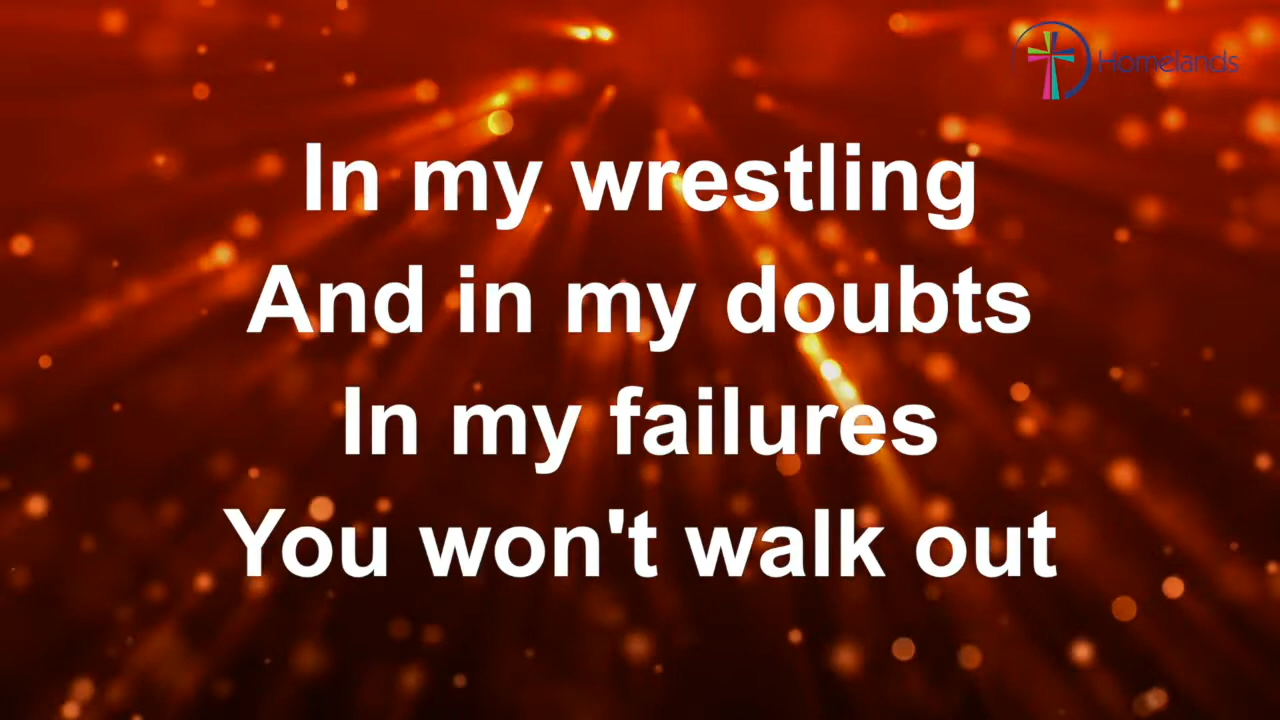 Homelands
In my wrestling
And in my doubts
In my failures
You won't walk out